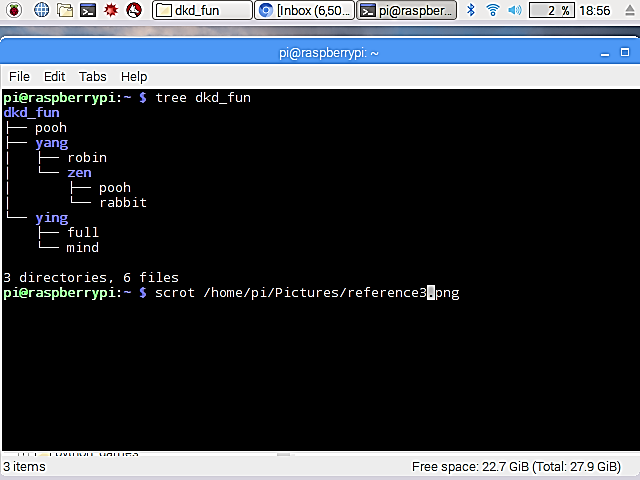 dkd_fun
[Inbox (6,50...
pi@raspber...
2 %
18:56
pi@raspberrypi: ~
File Edit Tabs Help
pi@raspberrypi:~ $ tree dkd_fun
dkd_fun
├── pooh
├── yang
│   ├── robin
│   └── zen
│       ├── pooh
│       └── rabbit
└── ying
    ├── full
    └── mind
3 directories, 6 files
pi@raspberrypi:~ $ scrot /home/pi/Pictures/reference3.png
3 items
Free space: 22.7 GiB (Total: 27.9 GiB)